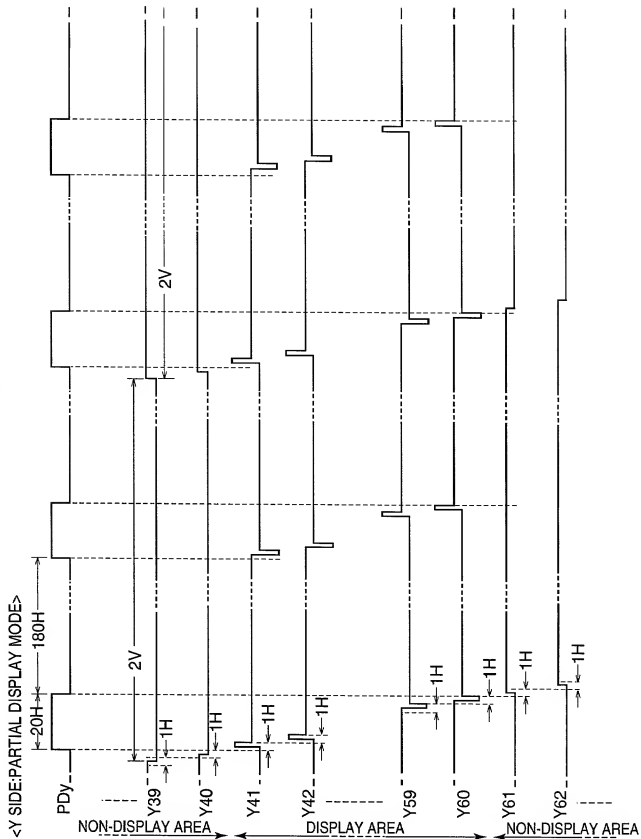 <Y SIDE:PARTIAL DISPLAY MODE>
20H
180H
PDy
2V
2V
Y39
1H
Y40
1H
Y41
1H
Y42
1H
Y59
1H
Y60
1H
Y61
1H
Y62
1H
NON-DISPLAY AREA
DISPLAY AREA
NON-DISPLAY AREA